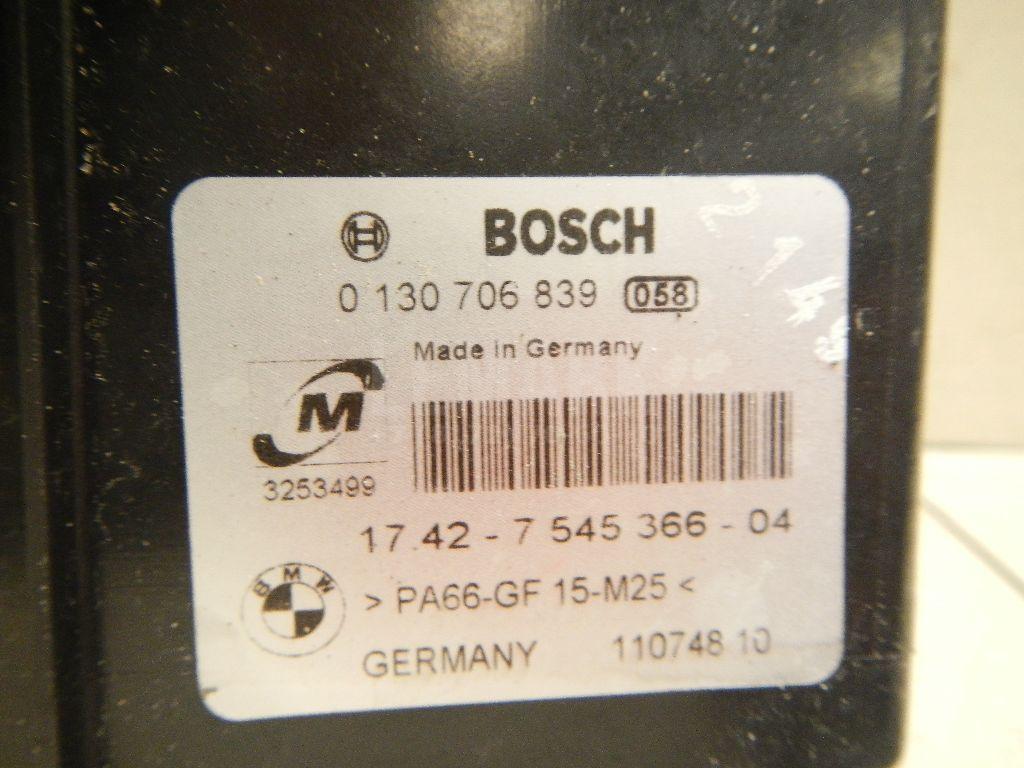 BOSCH
0 130 706 839 058
Made in Germany
M
3253499
17.42 - 7 545 366 - 04
BMW
> PA66-GF 15-M25 <
GERMANY 110748 10